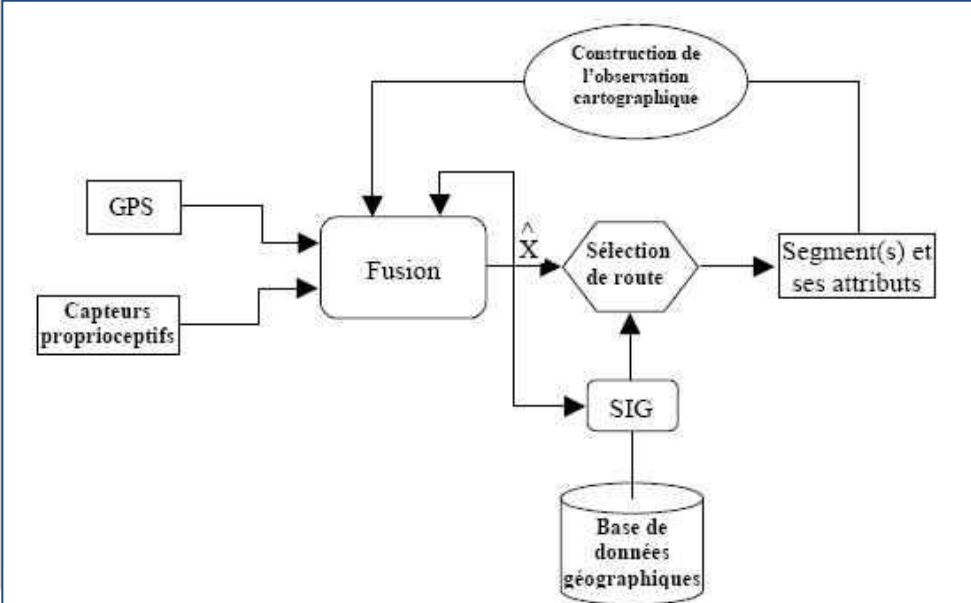 Construction de
l'observation
cartographique
GPS
Fusion
X̂
Sélection
de route
Segment(s) et
ses attributs
Capteurs
proprioceptifs
SIG
Base de
données
géographiques